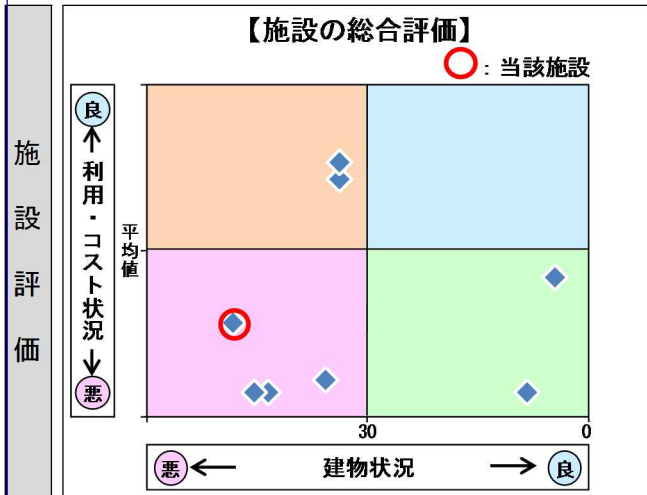 施設評価
【施設の総合評価】
：当該施設
良
利用・コスト状況
悪
平均値
30
0
悪
建物状況
良